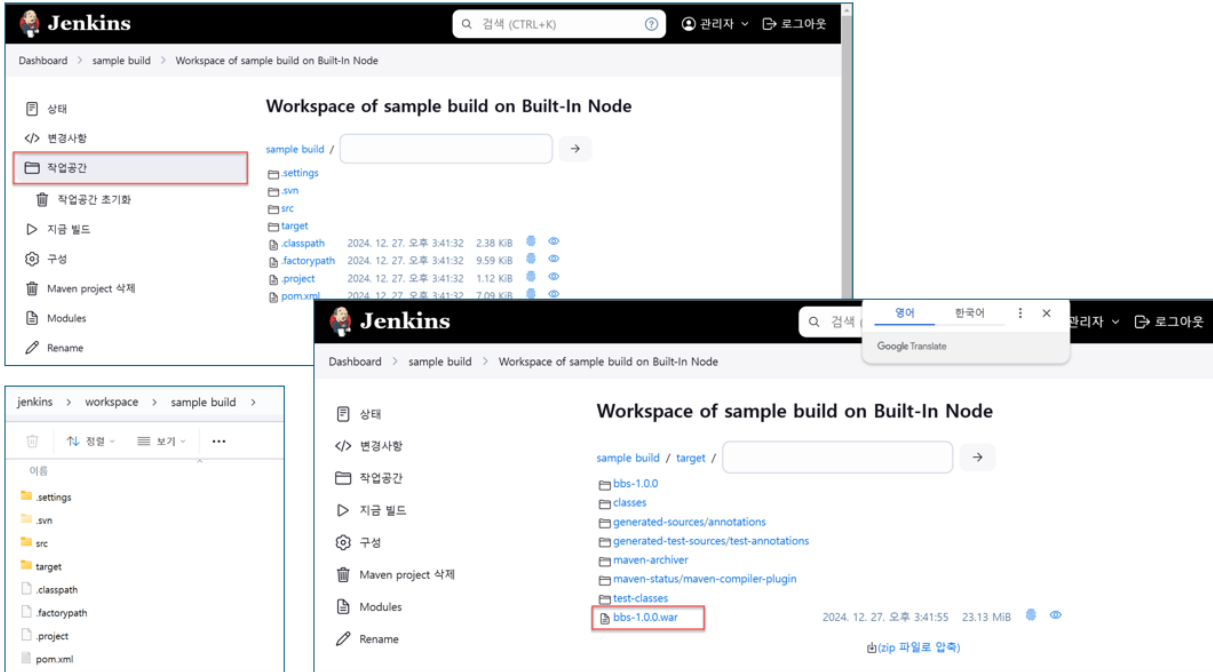 Jenkins
검색 (CTRL+K)
관리자
로그아웃
Dashboard > sample build > Workspace of sample build on Built-In Node
상태
변경사항
작업공간
작업공간 초기화
지금 빌드
구성
Maven project 삭제
Modules
Rename
Workspace of sample build on Built-In Node
sample build /
.settings
.svn
src
target
.classpath 2024. 12. 27. 오후 3:41:32 2.38 KiB
.factorypath 2024. 12. 27. 오후 3:41:32 9.59 KiB
.project 2024. 12. 27. 오후 3:41:32 1.12 KiB
pom.xml 2024. 12. 27. 오후 3:41:32 7.09 KiB
jenkins > workspace > sample build >
정렬 보기 ...
이름
.settings
.svn
src
target
.classpath
.factorypath
.project
pom.xml
Jenkins
검색
영어 한국어
Google Translate
관리자
로그아웃
Dashboard > sample build > Workspace of sample build on Built-In Node
상태
변경사항
작업공간
지금 빌드
구성
Maven project 삭제
Modules
Rename
Workspace of sample build on Built-In Node
sample build / target /
bbs-1.0.0
classes
generated-sources/annotations
generated-test-sources/test-annotations
maven-archiver
maven-status/maven-compiler-plugin
test-classes
bbs-1.0.0.war 2024. 12. 27. 오후 3:41:55 23.13 MiB
(zip 파일로 압축)